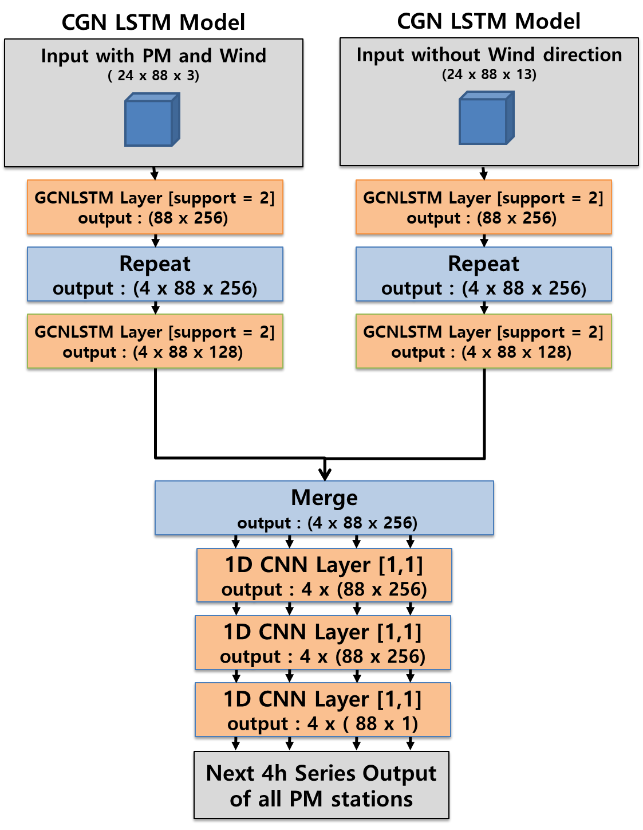 CGN LSTM Model
Input with PM and Wind
( 24 x 88 x 3)
GCNLSTM Layer [support = 2]
output : (88 x 256)
Repeat
output : (4 x 88 x 256)
GCNLSTM Layer [support = 2]
output : (4 x 88 x 128)
CGN LSTM Model
Input without Wind direction
(24 x 88 x 13)
GCNLSTM Layer [support = 2]
output : (88 x 256)
Repeat
output : (4 x 88 x 256)
GCNLSTM Layer [support = 2]
output : (4 x 88 x 128)
Merge
output : (4 x 88 x 256)
1D CNN Layer [1,1]
output : 4 x (88 x 256)
1D CNN Layer [1,1]
output : 4 x (88 x 256)
1D CNN Layer [1,1]
output : 4 x ( 88 x 1)
Next 4h Series Output
of all PM stations